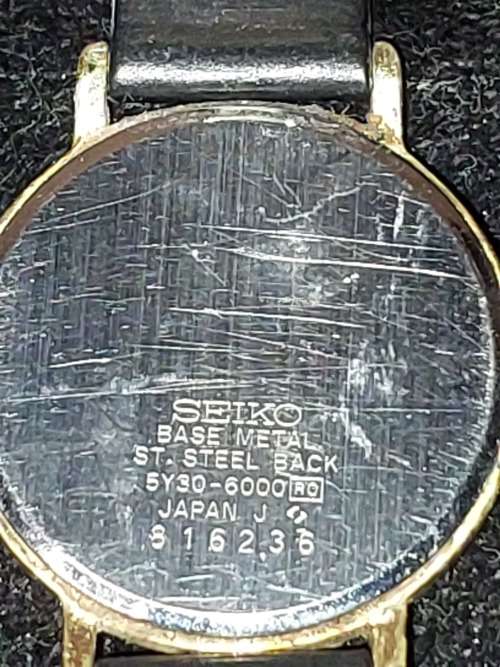 SEIKO
BASE METAL
ST. STEEL BACK
5Y30-6000 RO
JAPAN J
816236